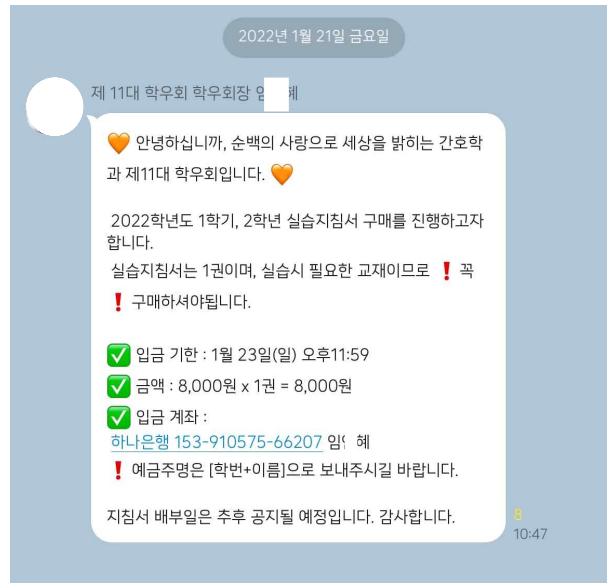 2022년 1월 21일 금요일
제 11대 학우회 학우회장 혜
🧡 안녕하십니까, 순백의 사랑으로 세상을 밝히는 간호학
과 제11대 학우회입니다. 🧡
2022학년도 1학기, 2학년 실습지침서 구매를 진행하고자
합니다.
실습지침서는 1권이며, 실습시 필요한 교재이므로 ❗ 꼭
❗ 구매하셔야됩니다.
✅ 입금 기한 : 1월 23일(일) 오후11:59
✅ 금액 : 8,000원 x 1권 = 8,000원
✅ 입금 계좌 :
하나은행 153-910575-66207 임 혜
❗ 예금주명은 [학번+이름]으로 보내주시길 바랍니다.
지침서 배부일은 추후 공지될 예정입니다. 감사합니다.
8
10:47